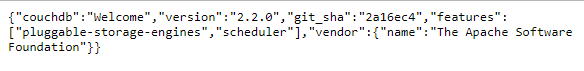 {"couchdb":"Welcome","version":"2.2.0","git_sha":"2a16ec4","features":
["pluggable-storage-engines","scheduler"],"vendor":{"name":"The Apache Software
Foundation"}}